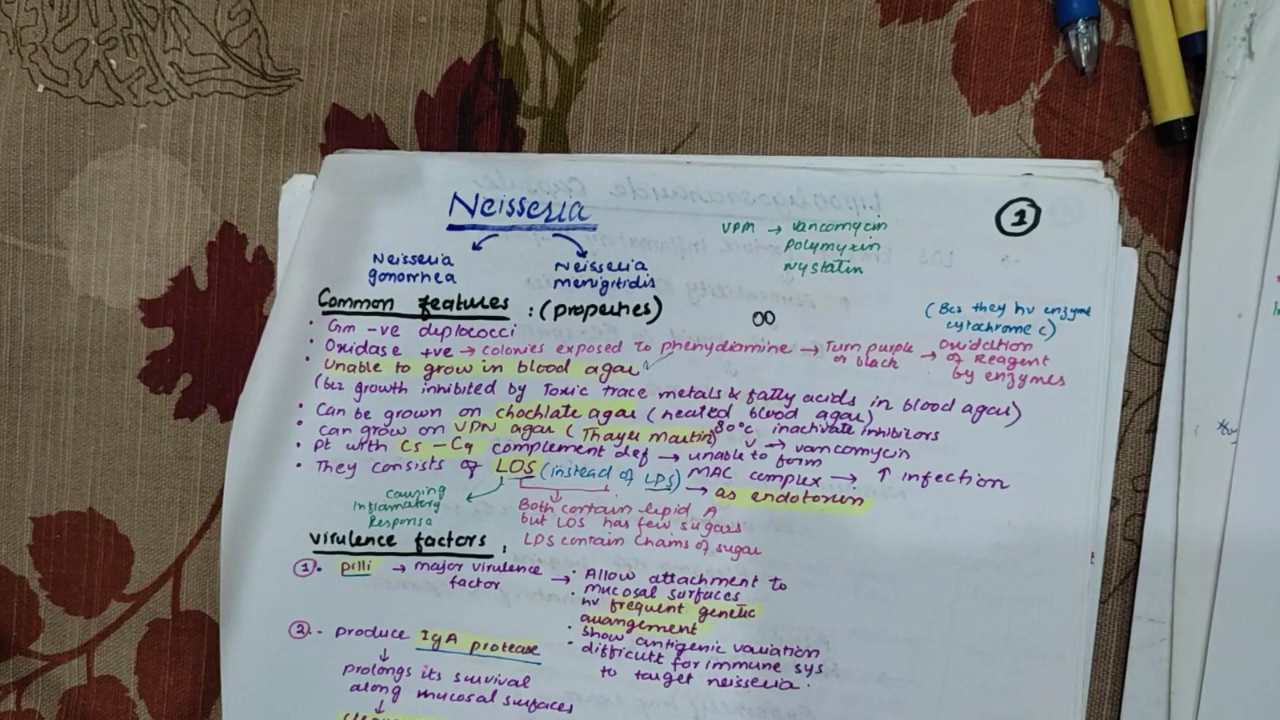 Neisseria
①
VPM → vancomycin
polymyxin
nystatin
Neisseria
gonorrhea
Neisseria
menigitidis
Common features : (properties)
(Bcz they hv enzyme
cytochrome c)
• Gm -ve diplococci
• Oxidase +ve → colonies exposed to phenydiamine → Turn purple or black → oxidation of Reagent by enzymes
• Unable to grow in blood agar
(bcz growth inhibited by Toxic trace metals & fatty acids in blood agar)
• Can be grown on chochlate agar (heated blood agar)
80°c inactivate inhibitors
• Can grow on VPN agar (Thayer martin) V → vancomycin
• Pt with C5 - C9 complement def → unable to form MAC complex → ↑ infection
• They consists of LOS (instead of LPS) → as endotoxin
Causing
Inflamatory
Response
Both contain lipid A
but LOS has few sugars
LPS contain chains of sugar
Virulence factors,
①. pilli → major virulence factor → • Allow attachment to
• mucosal surfaces
hv frequent genetic
arrangement
• show antigenic variation
• difficult for immune sys
to target neisseria.
②.- produce IgA protease
↓
prolongs its survival
along mucosal surfaces
↓